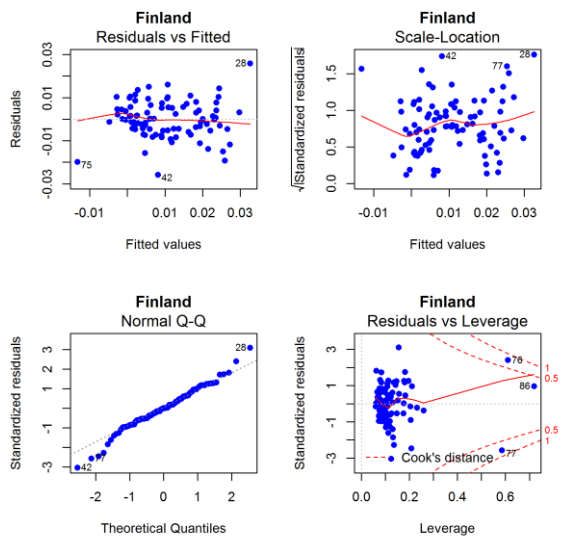 Finland
Residuals vs Fitted
Residuals
0.03
0.01
-0.01
-0.03
28
75
42
-0.01 0.01 0.02 0.03
Fitted values
Finland
Scale-Location
√|Standardized residuals
1.5
1.0
0.5
0.0
42
77
28
-0.01 0.01 0.02 0.03
Fitted values
Finland
Normal Q-Q
Standardized residuals
3
1
-1
-3
28
42
77
-2 -1 0 1 2
Theoretical Quantiles
Finland
Residuals vs Leverage
Standardized residuals
3
1
-1
-3
76
86
77
1
0.5
0.5
1
Cook's distance
0.0 0.2 0.4 0.6
Leverage